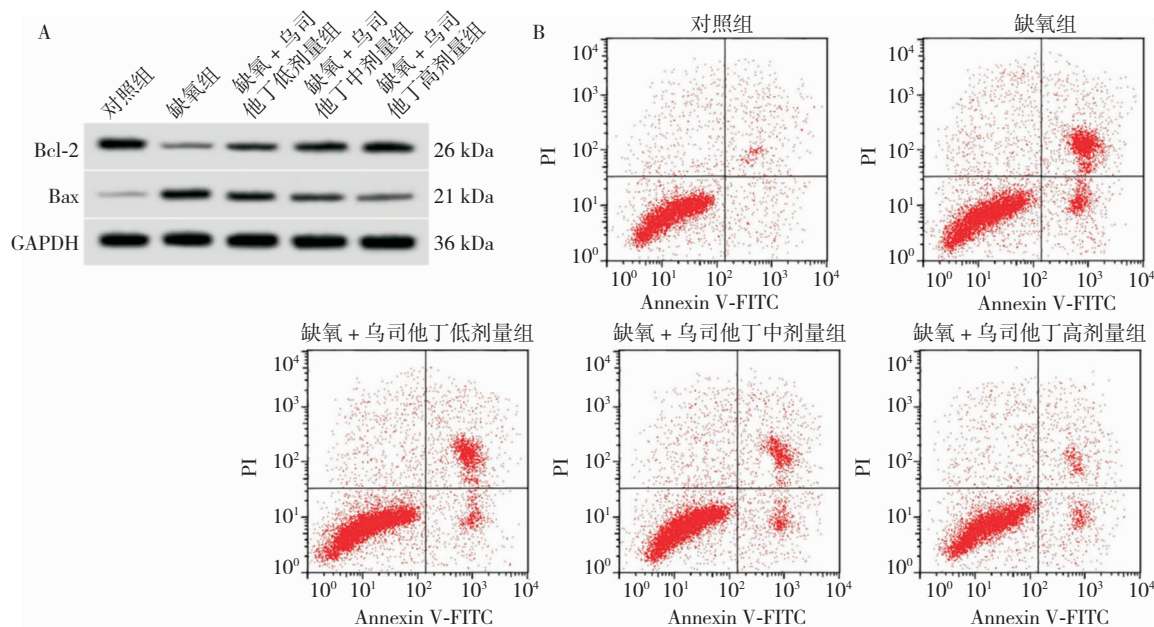 A
对照组
缺氧组
缺氧 + 乌司
他丁低剂量组
缺氧 + 乌司
他丁中剂量组
缺氧 + 乌司
他丁高剂量组
Bcl-2
26 kDa
Bax
21 kDa
GAPDH
36 kDa
B
对照组
10⁴
10³
10²
10¹
10⁰
PI
10⁰ 10¹ 10² 10³ 10⁴
Annexin V-FITC
缺氧组
10⁴
10³
10²
10¹
10⁰
PI
10⁰ 10¹ 10² 10³ 10⁴
Annexin V-FITC
缺氧 + 乌司他丁低剂量组
10⁴
10³
10²
10¹
10⁰
PI
10⁰ 10¹ 10² 10³ 10⁴
Annexin V-FITC
缺氧 + 乌司他丁中剂量组
10⁴
10³
10²
10¹
10⁰
PI
10⁰ 10¹ 10² 10³ 10⁴
Annexin V-FITC
缺氧 + 乌司他丁高剂量组
10⁴
10³
10²
10¹
10⁰
PI
10⁰ 10¹ 10² 10³ 10⁴
Annexin V-FITC